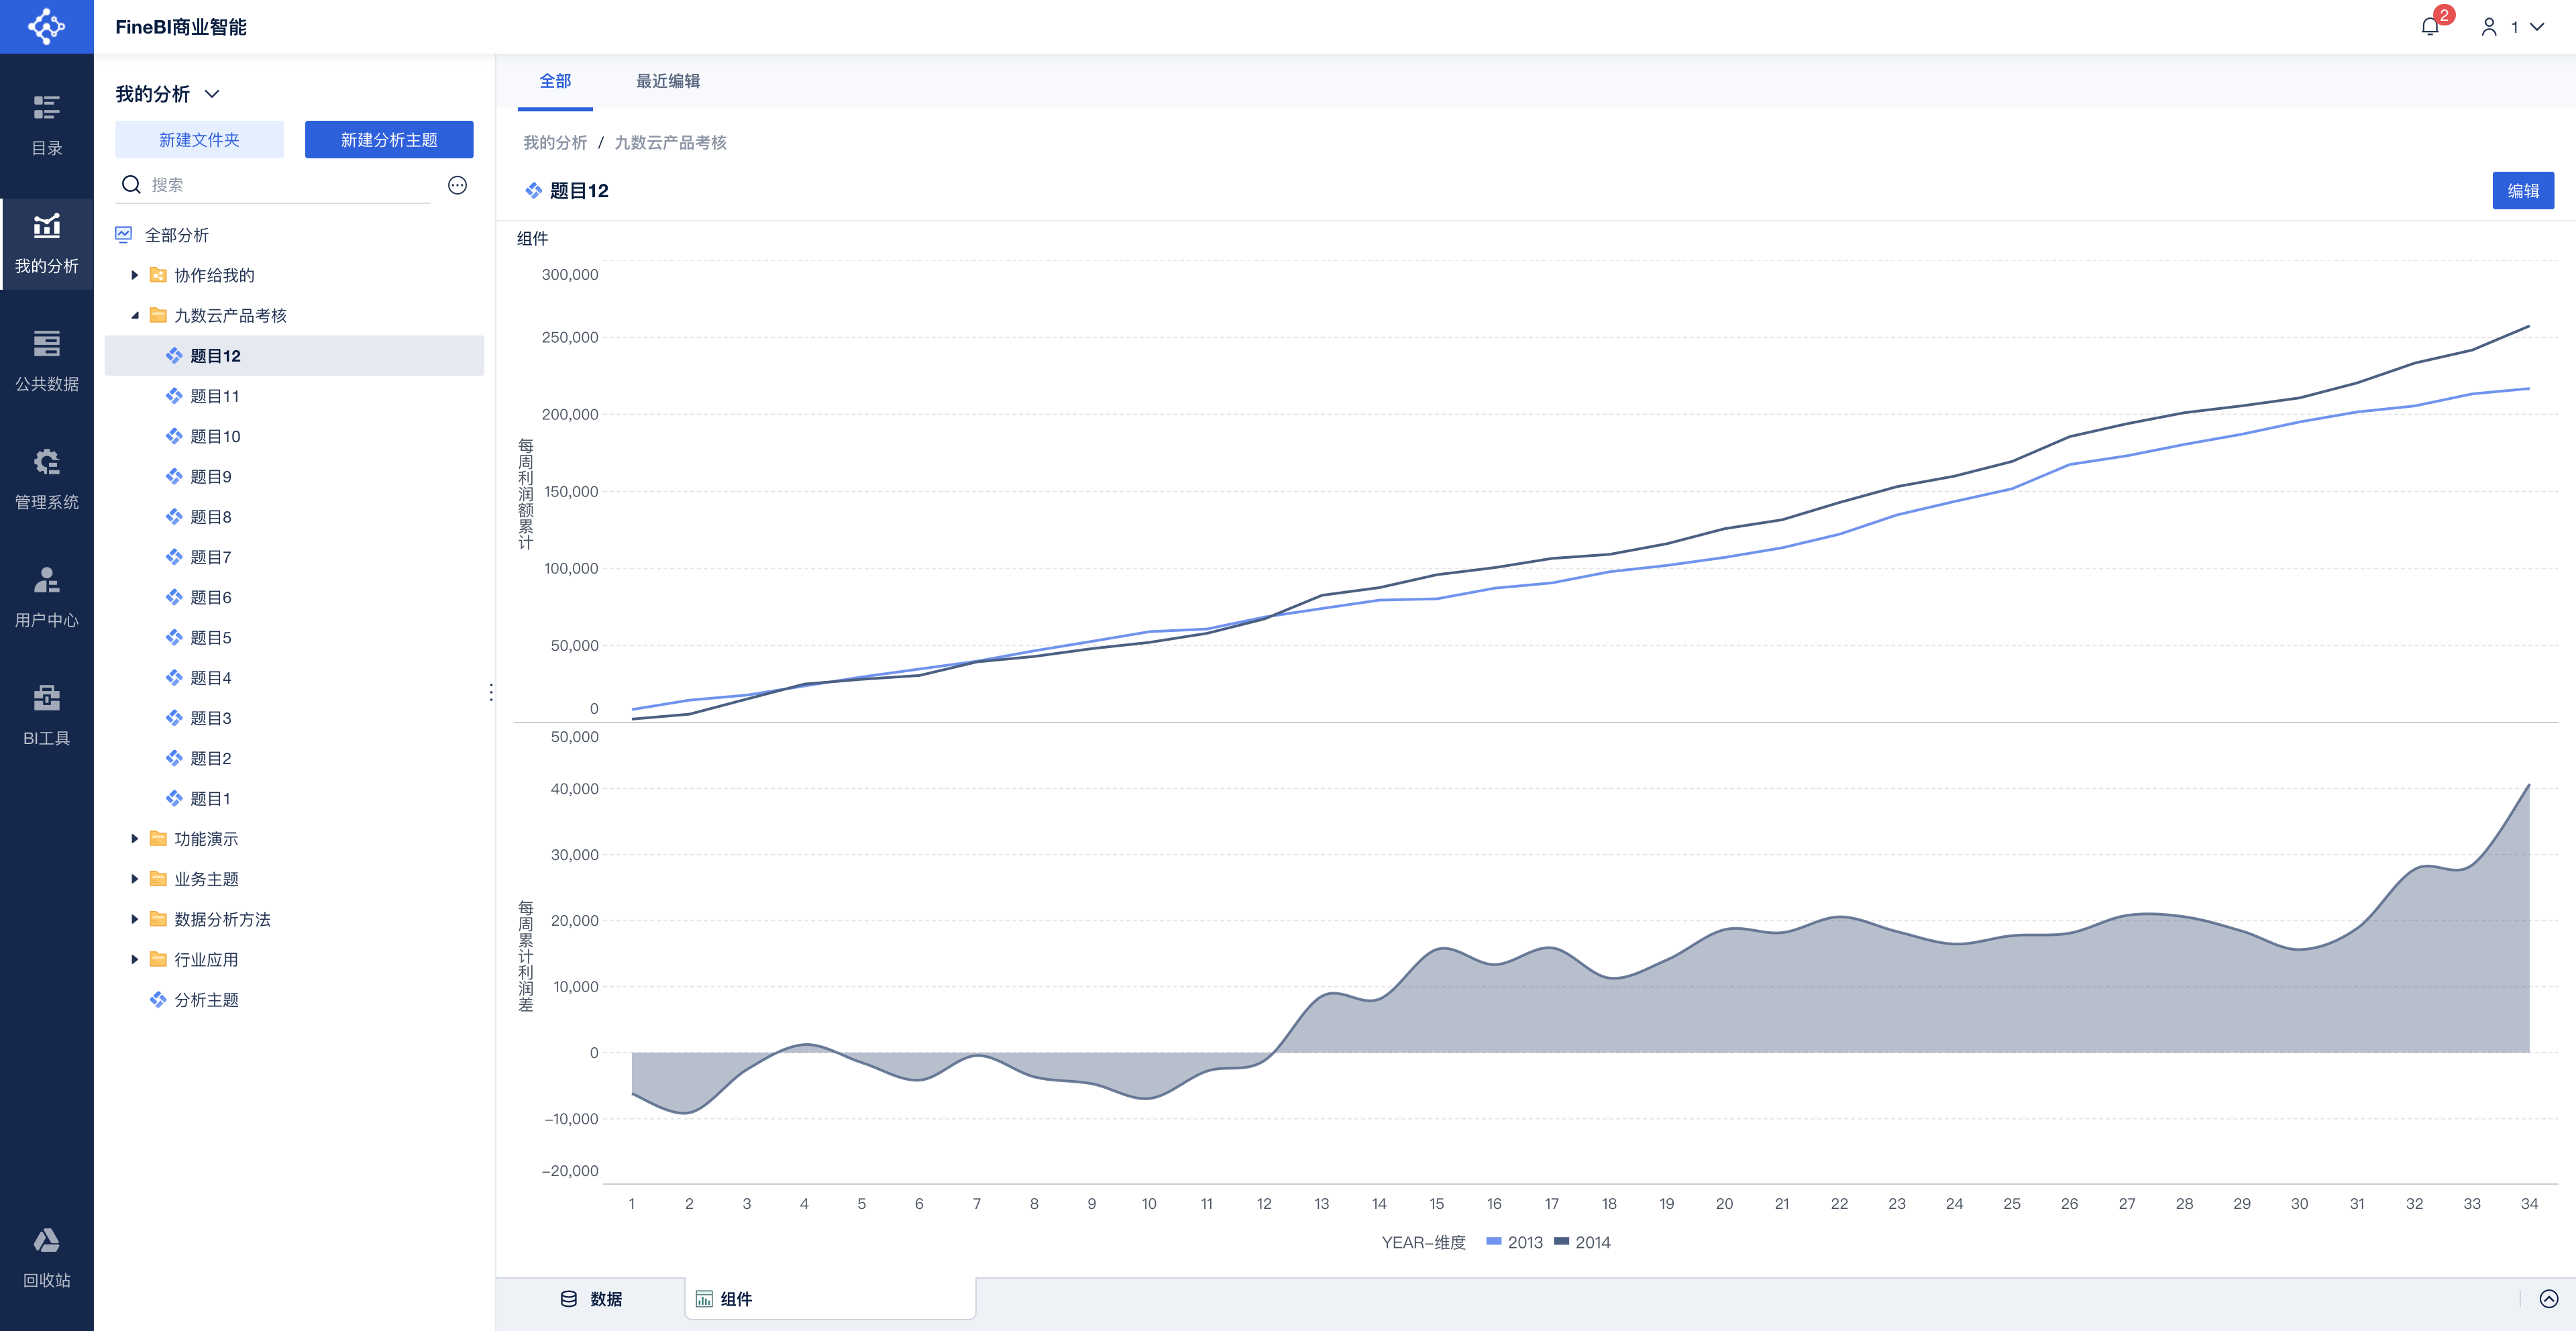 FineBI商业智能
2
1
目录
我的分析
公共数据
管理系统
用户中心
BI工具
回收站
我的分析
新建文件夹
新建分析主题
搜索
全部分析
协作给我的
九数云产品考核
题目12
题目11
题目10
题目9
题目8
题目7
题目6
题目5
题目4
题目3
题目2
题目1
功能演示
业务主题
数据分析方法
行业应用
分析主题
全部
最近编辑
我的分析 / 九数云产品考核
题目12
编辑
组件
每周利润额累计
300,000
250,000
200,000
150,000
100,000
50,000
0
每周累计利润差
50,000
40,000
30,000
20,000
10,000
0
-10,000
-20,000
1 2 3 4 5 6 7 8 9 10 11 12 13 14 15 16 17 18 19 20 21 22 23 24 25 26 27 28 29 30 31 32 33 34
YEAR-维度 2013 2014
数据
组件